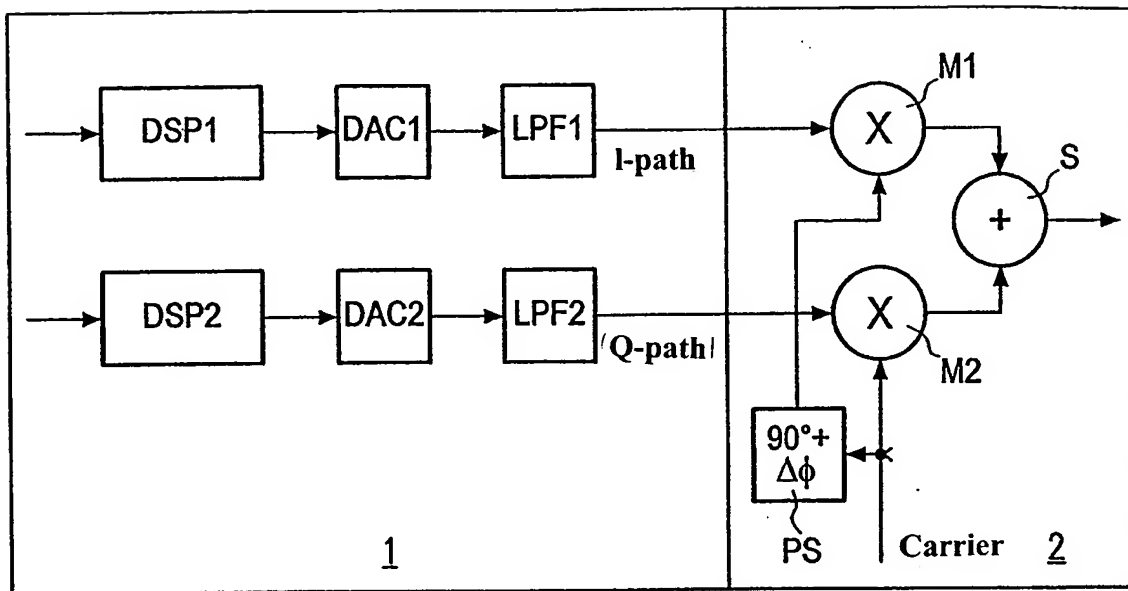 M1
DSP1
DAC1
LPF1
X
I-path
S
+
DSP2
DAC2
LPF2
X
Q-path
M2
90°+
Δϕ
1
PS
Carrier
2